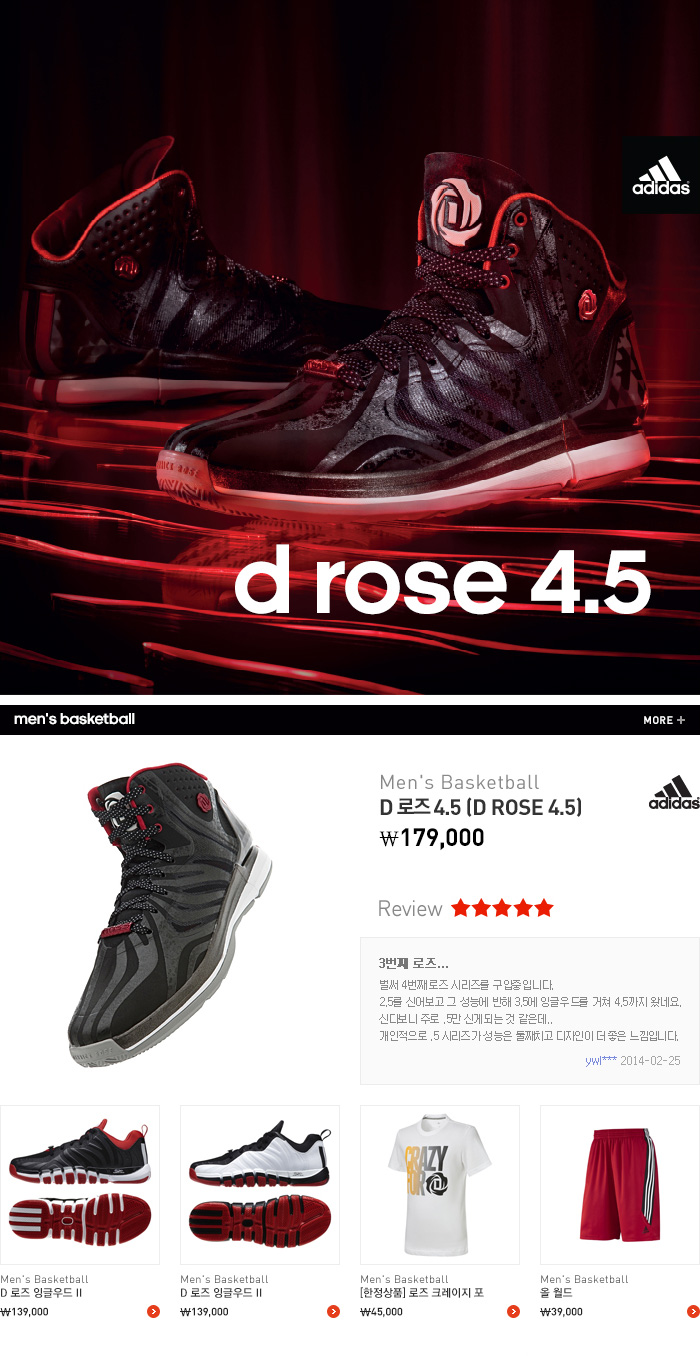 adidas
d rose 4.5
men's basketball
MORE +
Men's Basketball
D 로즈 4.5 (D ROSE 4.5)
₩179,000
adidas
Review ★★★★★
3번째 로즈...
벌써 4번째로즈 시리즈를 구입중입니다.
2.5를 신어보고 그 성능에 반해 3.5에 잉글우드를 거쳐 4.5까지 왔네요.
신다보니 주로 .5만 신게되는 것 같은데..
개인적으로 .5 시리즈가 성능은 둘째치고 디자인이 더 좋은 느낌입니다.
ywl*** 2014-02-25
CRAZY
FOR
Men's Basketball
D 로즈 잉글우드 II
₩139,000
Men's Basketball
D 로즈 잉글우드 II
₩139,000
Men's Basketball
[한정상품] 로즈 크레이지 포
₩45,000
Men's Basketball
올 월드
₩39,000